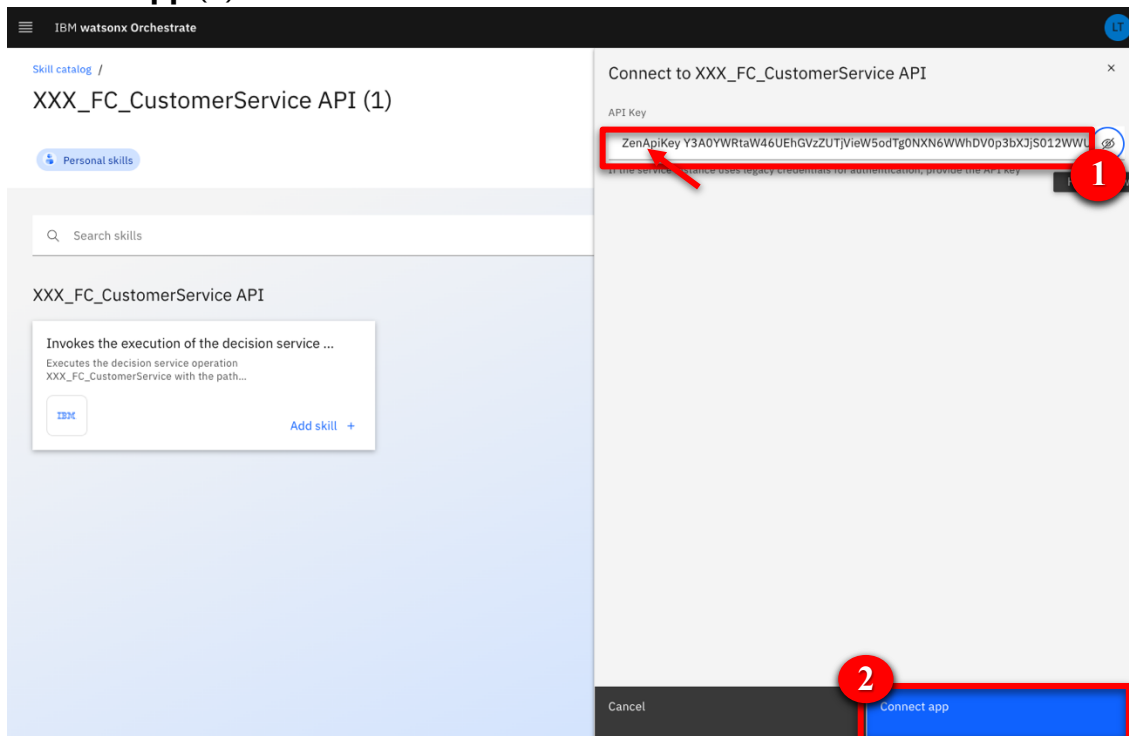 IBM watsonx Orchestrate
LT
Skill catalog /
XXX_FC_CustomerService API (1)
Personal skills
Search skills
XXX_FC_CustomerService API
Invokes the execution of the decision service ...
Executes the decision service operation
XXX_FC_CustomerService with the path...
IBM
Add skill +
Connect to XXX_FC_CustomerService API
API Key
ZenApiKey
1
If the service instance uses legacy credentials for authentication, provide the API key
2
Cancel
Connect app